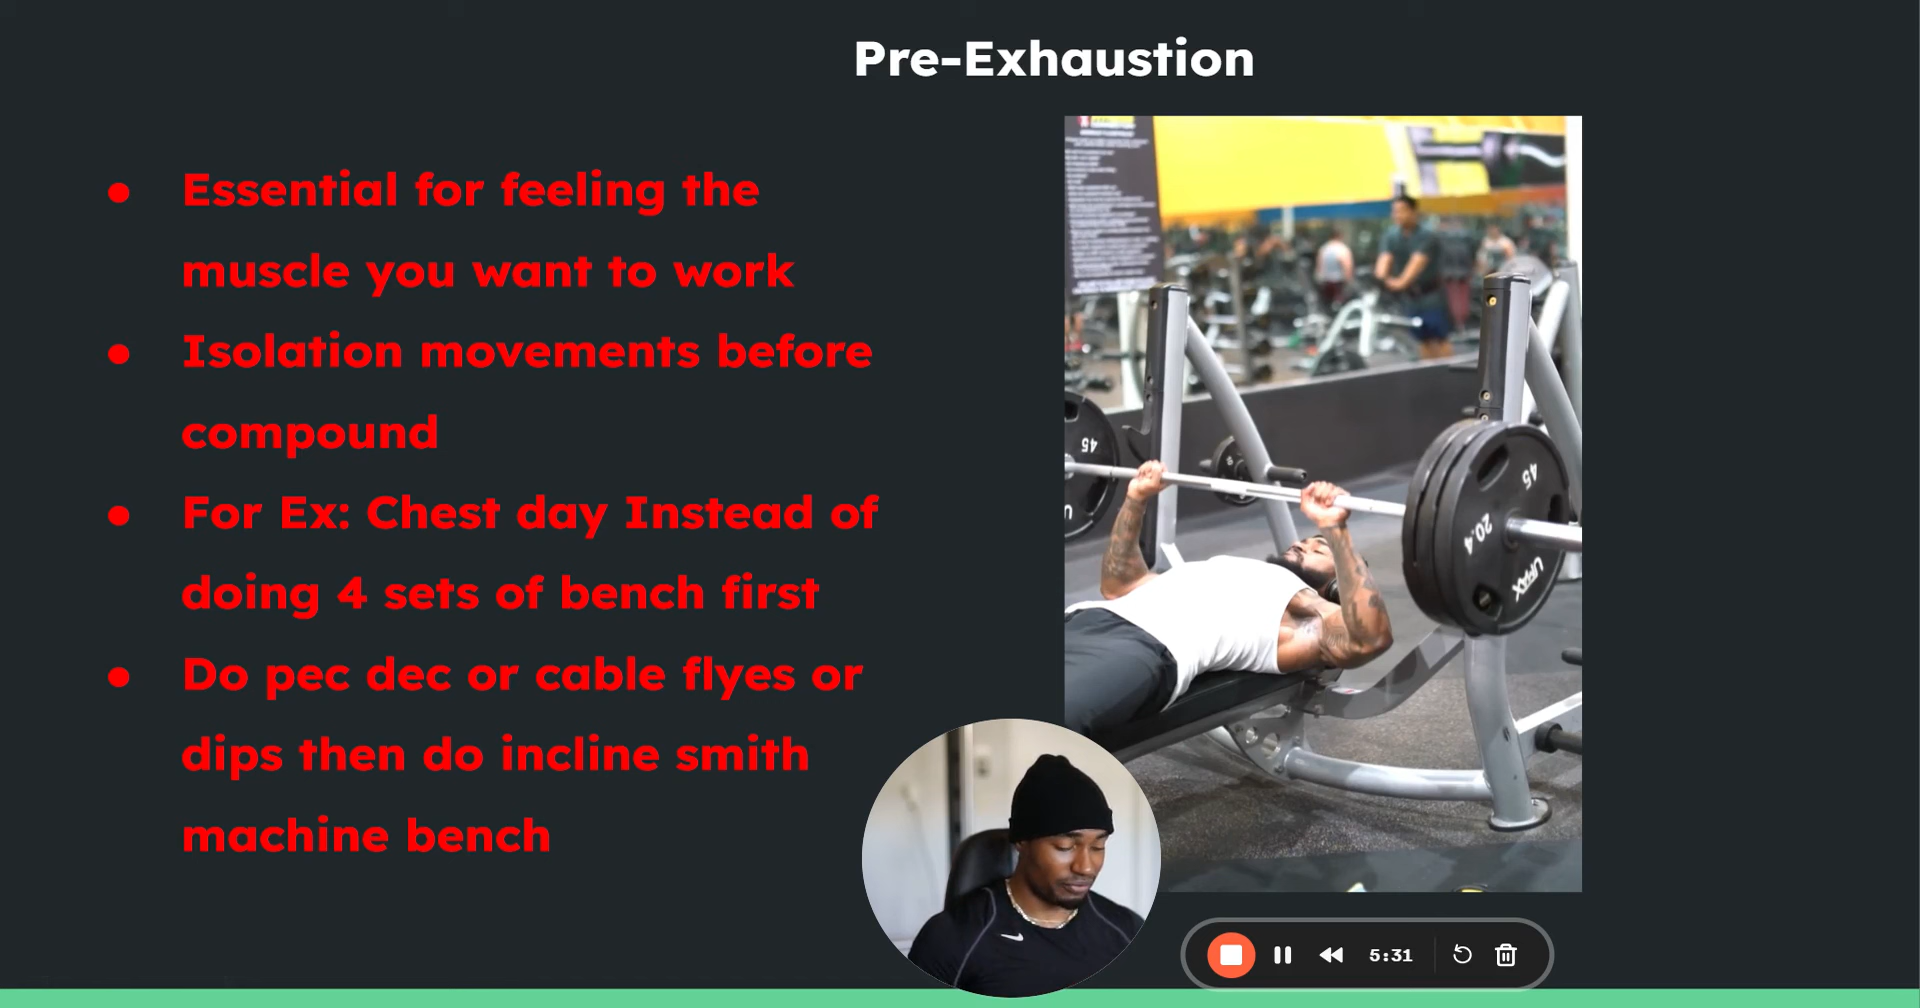 Pre-Exhaustion
● Essential for feeling the
muscle you want to work
● Isolation movements before
compound
● For Ex: Chest day Instead of
doing 4 sets of bench first
● Do pec dec or cable flyes or
dips then do incline smith
machine bench
45
45
20.4
5:31